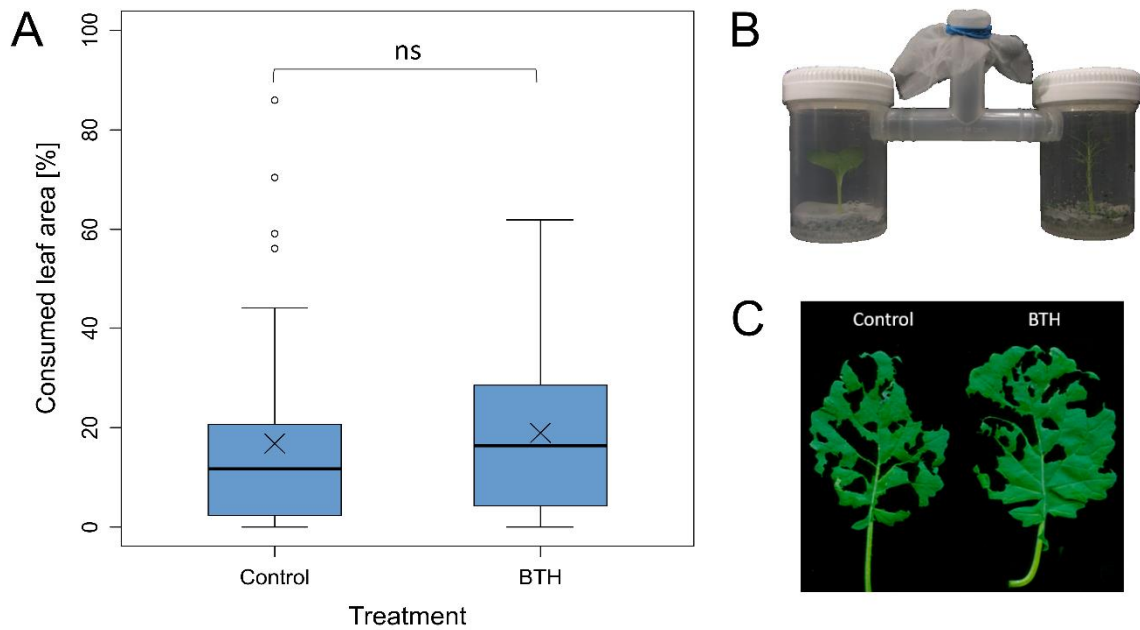 A
100
80
60
40
20
0
Consumed leaf area [%]
ns
Control
BTH
Treatment
B
C
Control
BTH